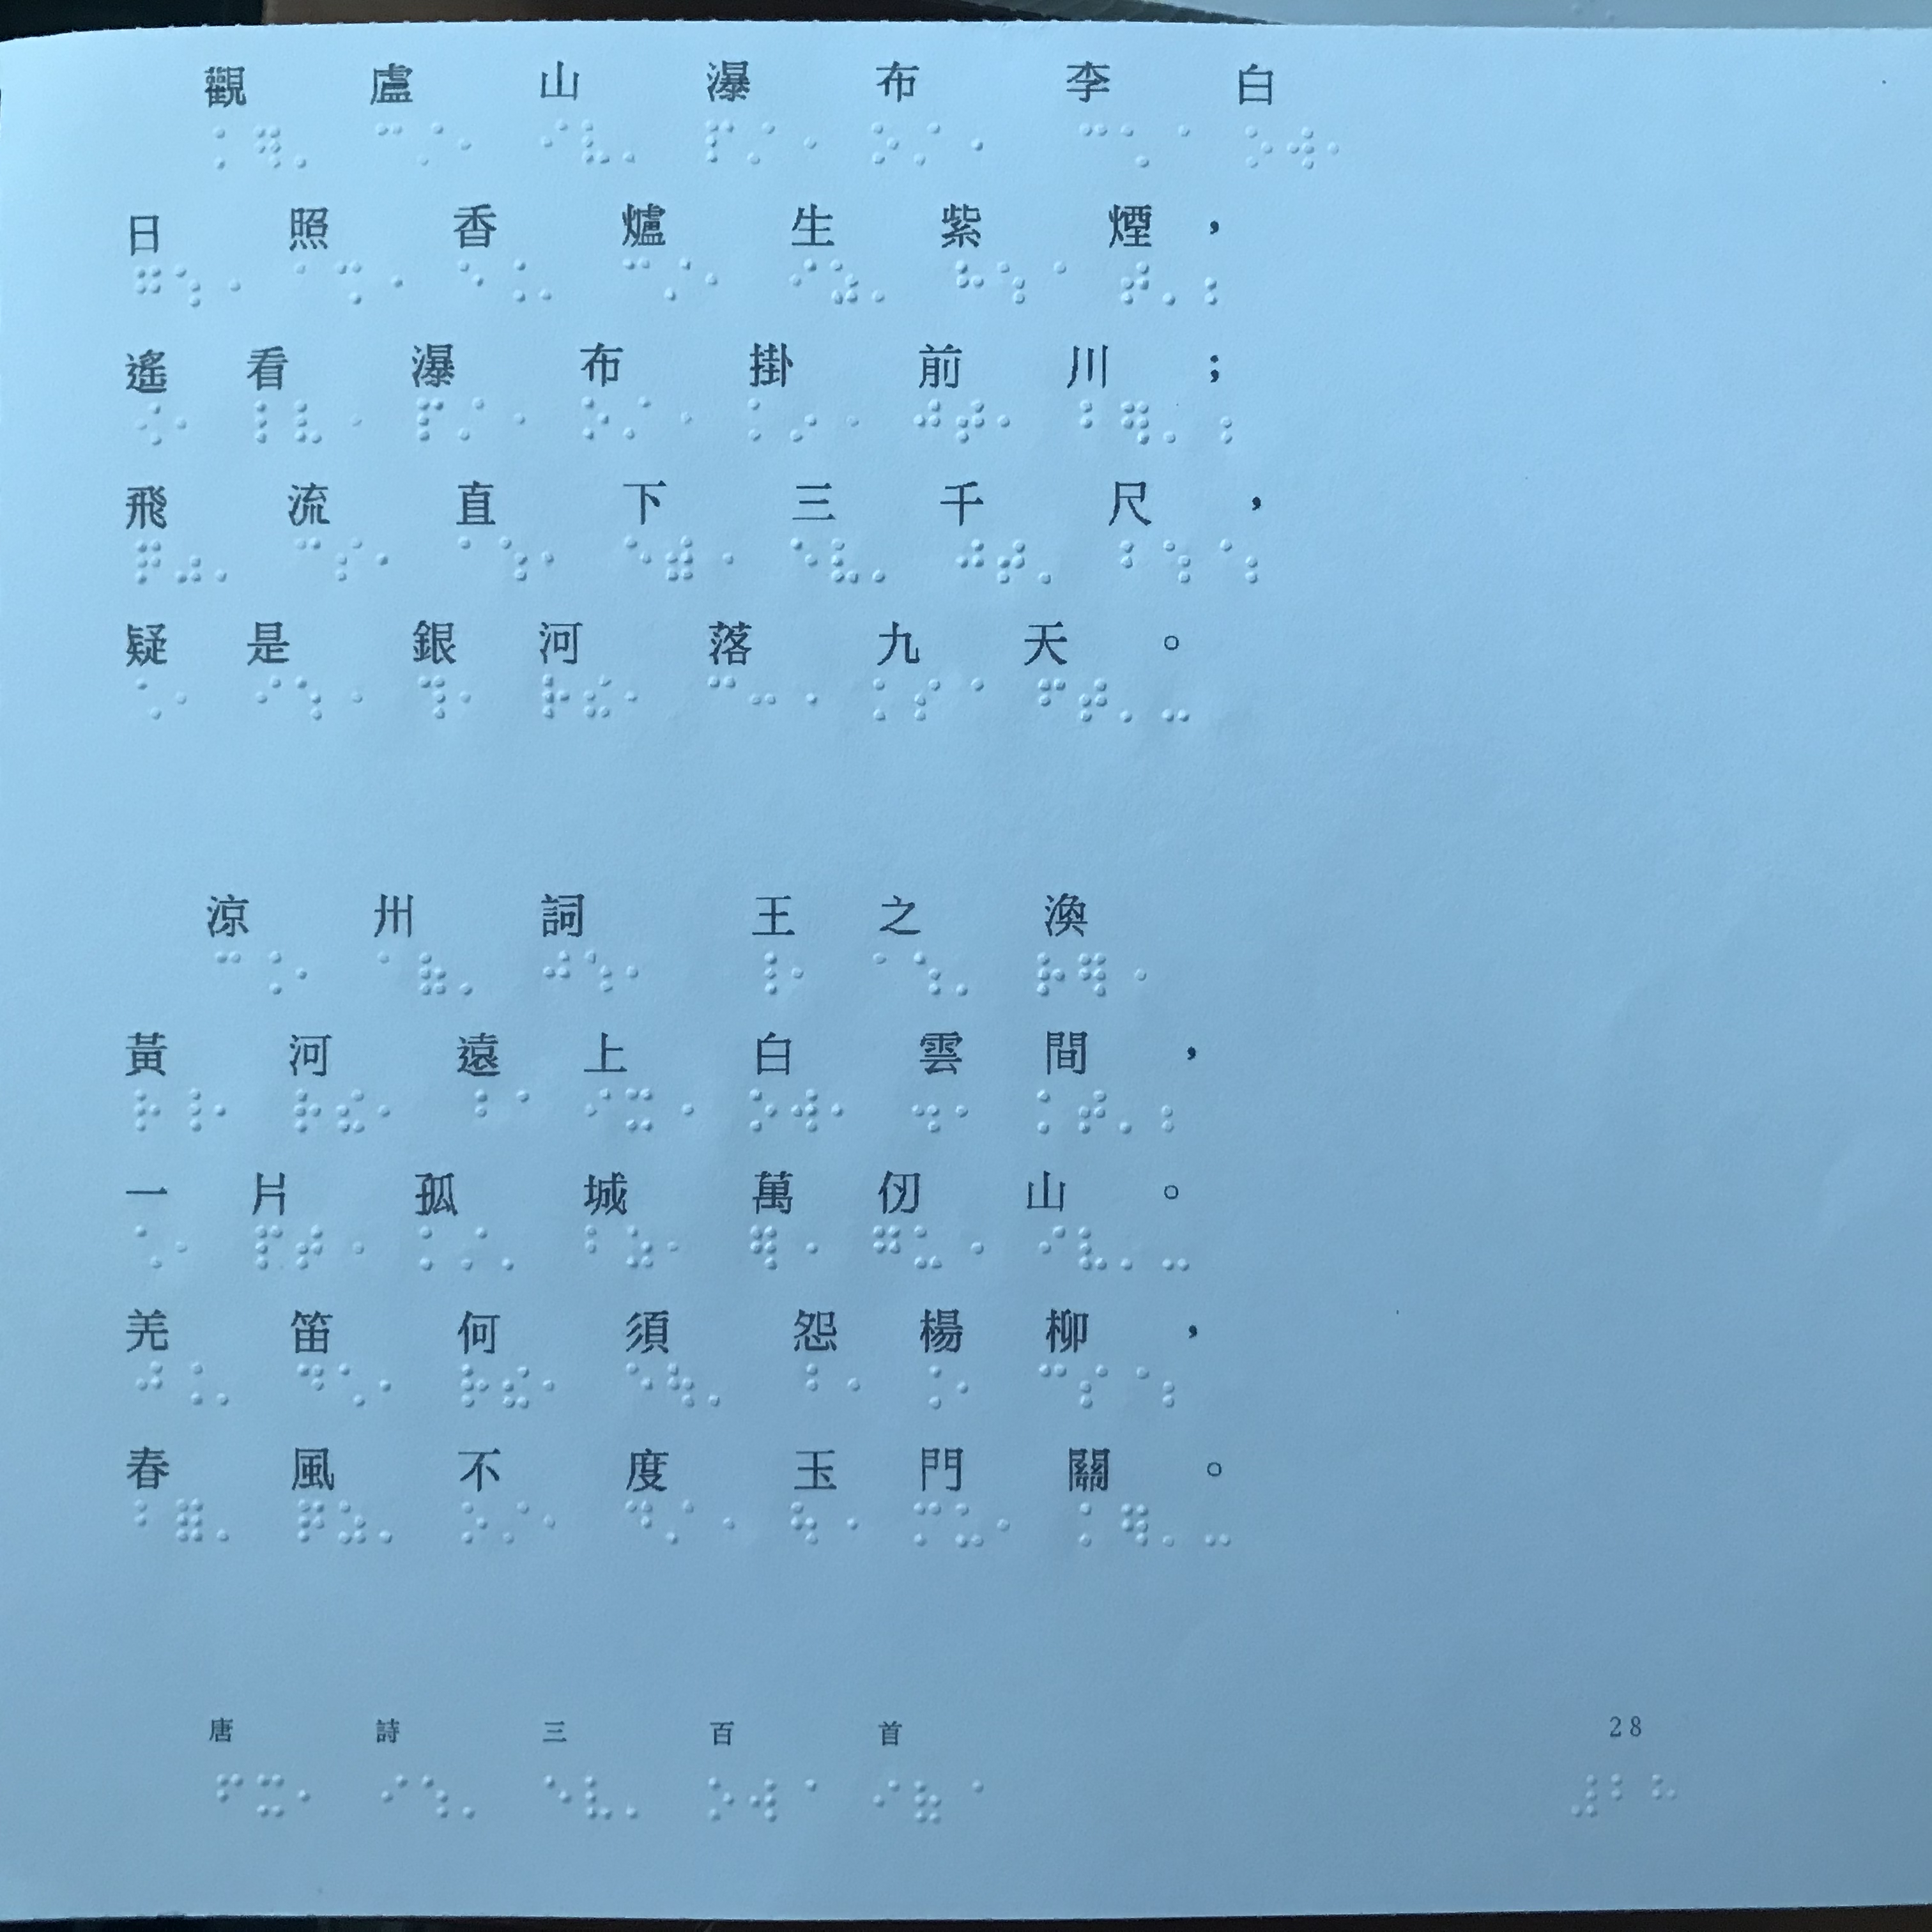 觀盧山瀑布 李白
日照香爐生紫煙，
遙看瀑布掛前川；
飛流直下三千尺，
疑是銀河落九天。
涼州詞 王之渙
黃河遠上白雲間，
一片孤城萬仞山。
羌笛何須怨楊柳，
春風不度玉門關。
唐詩三百首 28